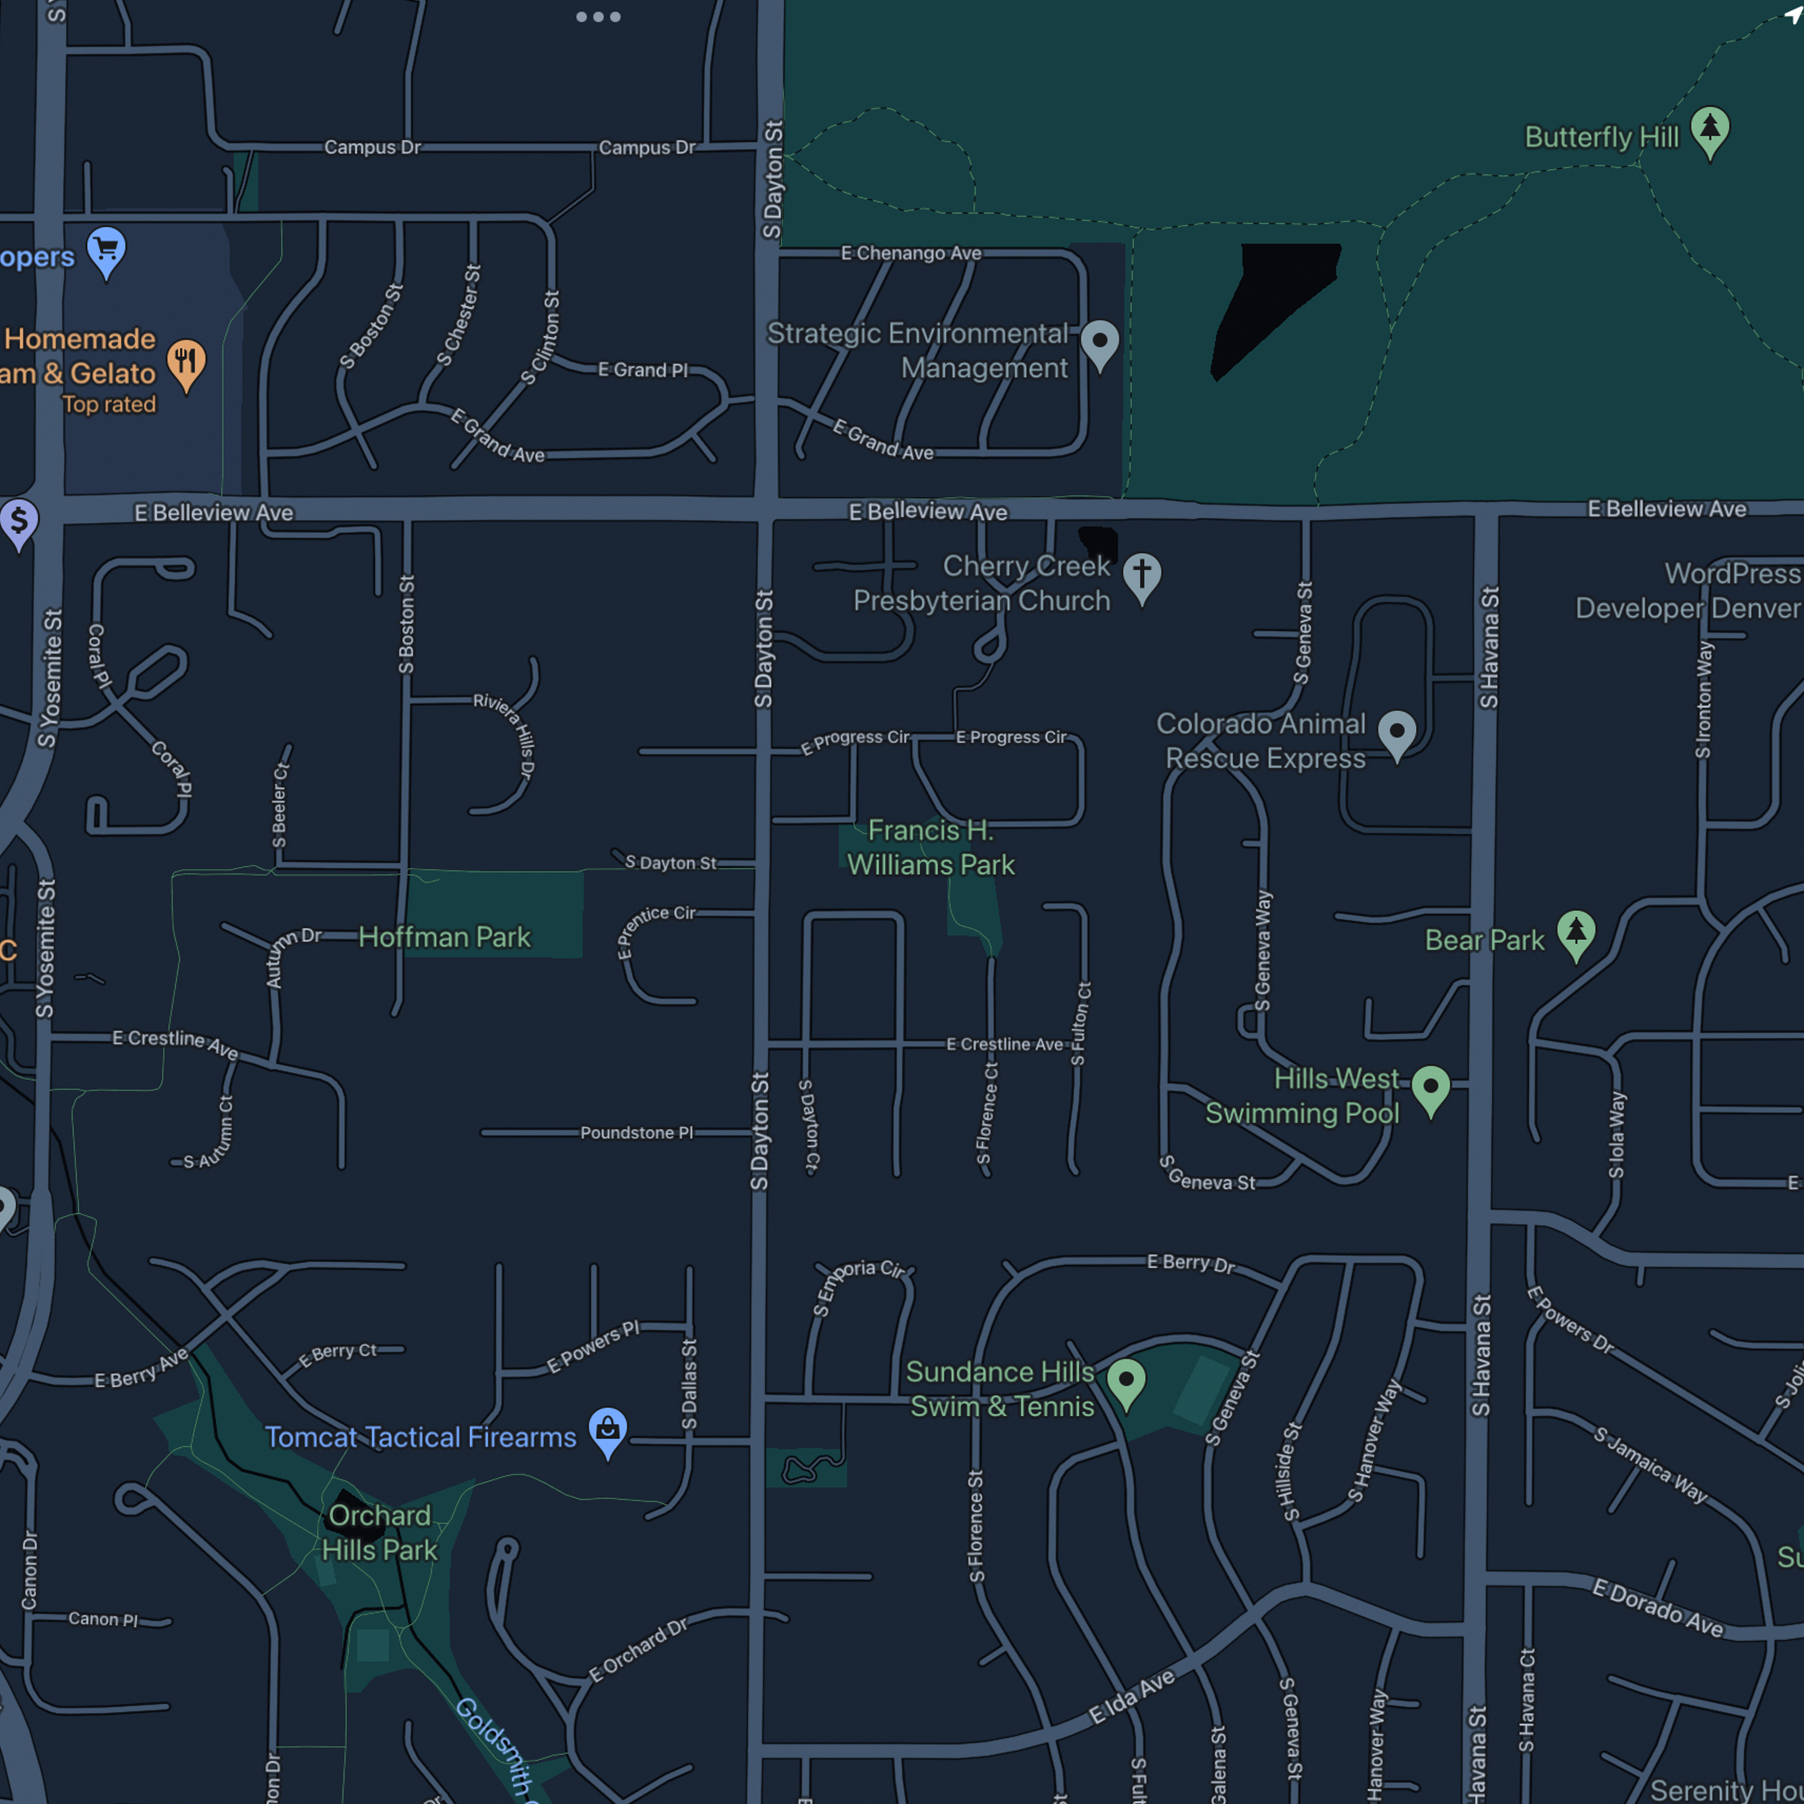 Campus Dr
Campus Dr
S Dayton St
Butterfly Hill
opers
E Chenango Ave
Homemade
am & Gelato
Top rated
S Boston St
S Chester St
S Clinton St
E Grand Pl
E Grand Ave
Strategic Environmental
Management
E Grand Ave
E Belleview Ave
E Belleview Ave
E Belleview Ave
$
Cherry Creek
Presbyterian Church
WordPress
Developer Denver
S Yosemite St
Coral Pl
S Boston St
S Dayton St
S Geneva St
S Havana St
S Ironton Way
Riviera Hills Dr
Coral Pl
S Beeler Ct
E Progress Cir
E Progress Cir
Colorado Animal
Rescue Express
Francis H.
Williams Park
S Dayton St
S Yosemite St
C
Autumn Dr
Hoffman Park
E Prentice Cir
S Geneva Way
Bear Park
E Crestline Ave
E Crestline Ave
S Fulton Ct
S Florence Ct
S Dayton Ct
S Dayton St
Hills West
Swimming Pool
S Autumn Ct
Poundstone Pl
S Geneva St
S Iola Way
E
E Berry Dr
S Emporia Cir
E Berry Ave
E Berry Ct
E Powers Pl
S Dallas St
Sundance Hills
Swim & Tennis
S Geneva St
S Havana St
E Powers Dr
S Hanover Way
S Hillside St
Tomcat Tactical Firearms
S Jamaica Way
S Florence St
Orchard
Hills Park
Canon Dr
Canon Pl
E Orchard Dr
E Dorado Ave
E Ida Ave
Goldsmith
S Geneva St
Hanover Way
S Havana Ct
Havana St
Galena St
Serenity Hou